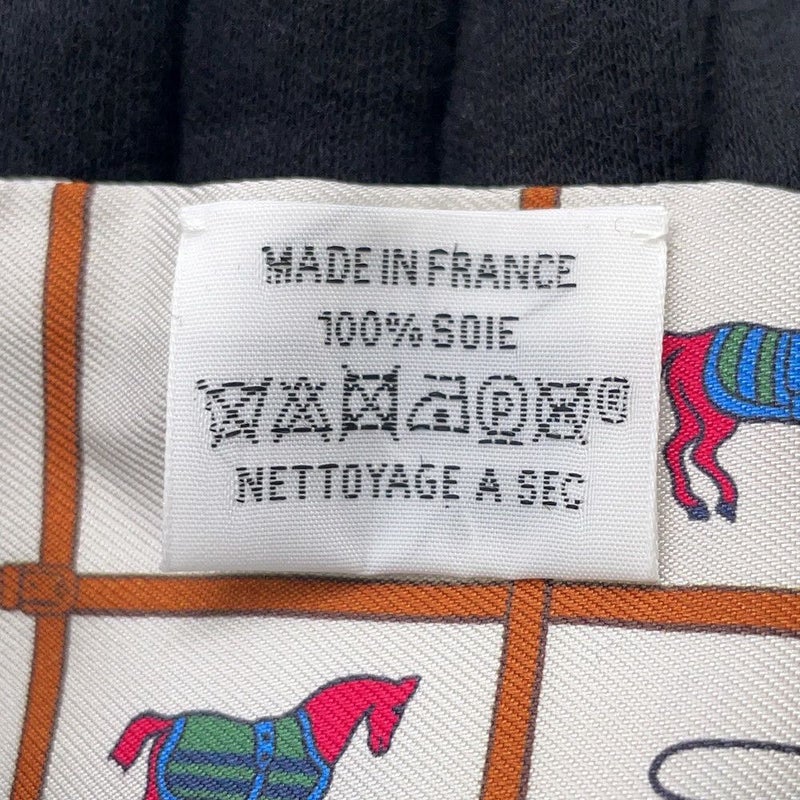 MADE IN FRANCE
100% SOIE
P
NETTOYAGE A SEC